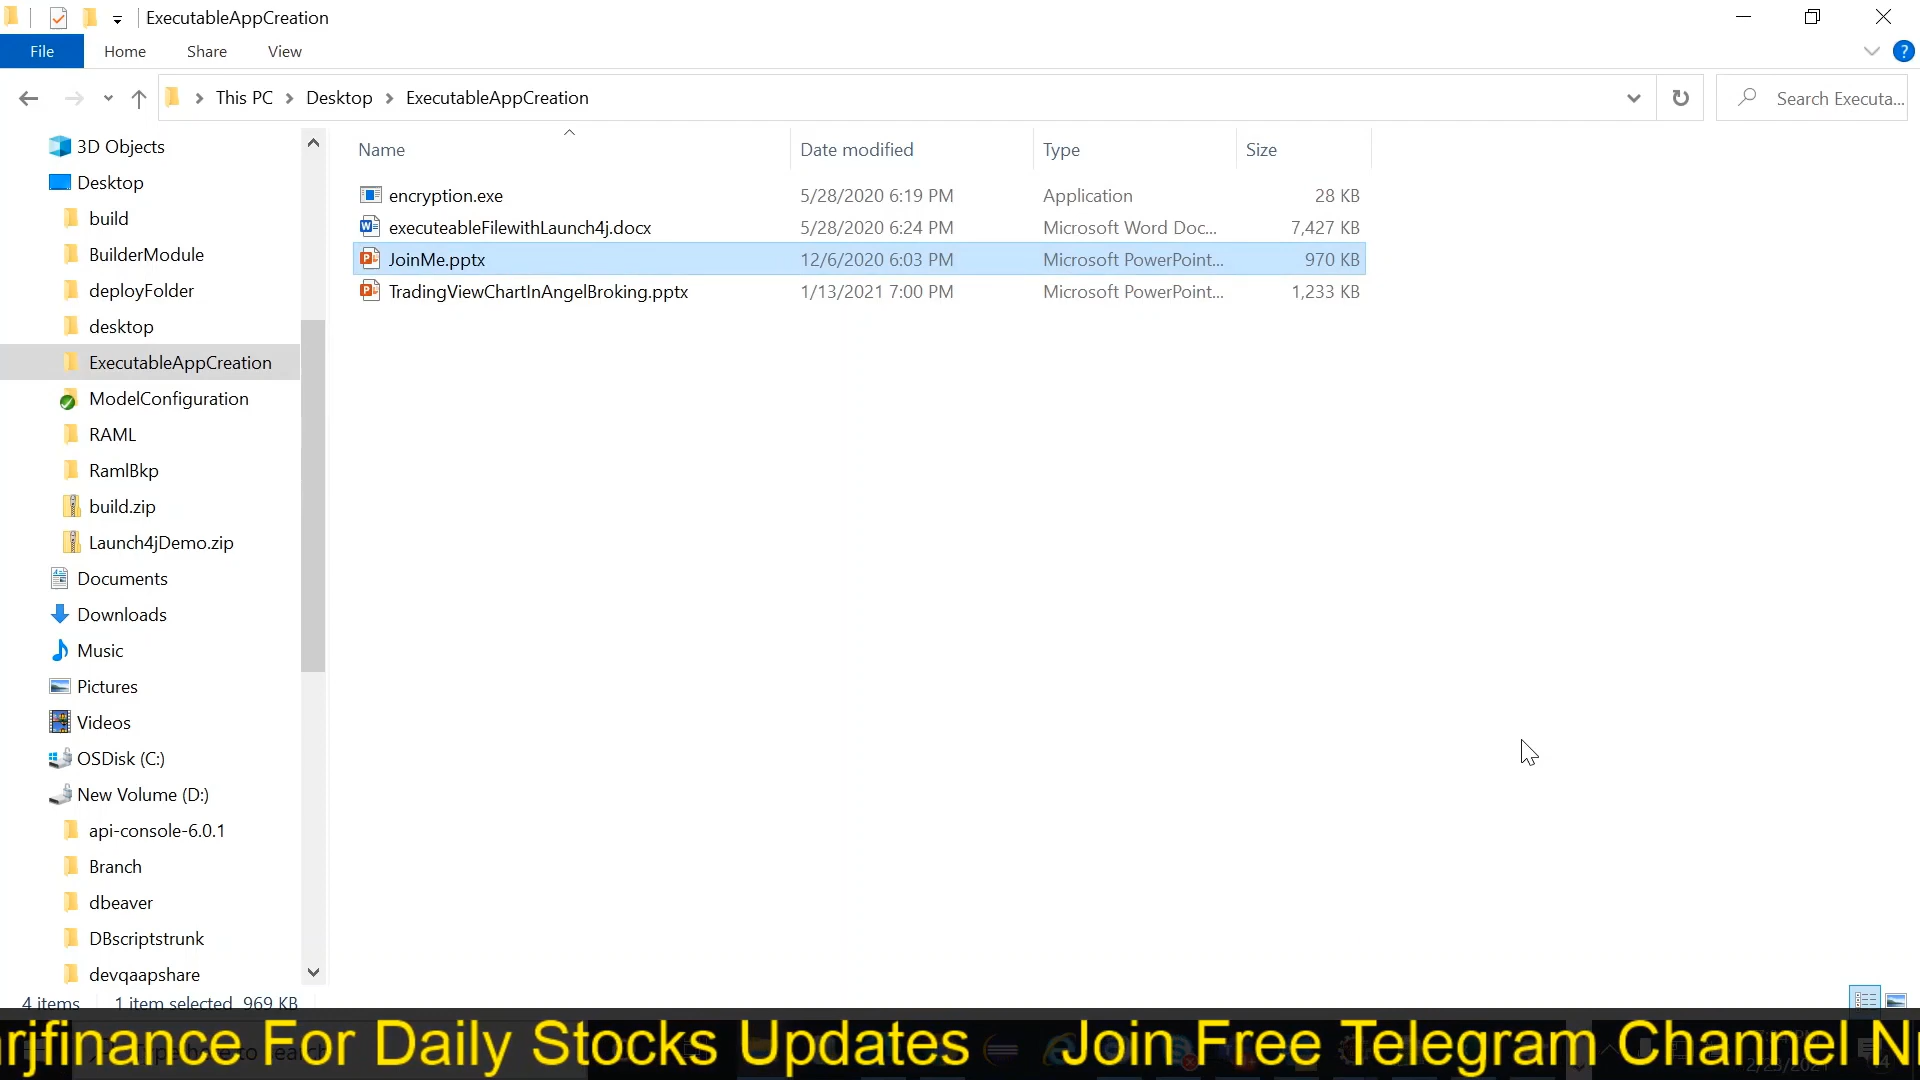 ExecutableAppCreation
File Home Share View
This PC Desktop ExecutableAppCreation
Search Executa...
Name Date modified Type Size
encryption.exe 5/28/2020 6:19 PM Application 28 KB
executeableFilewithLaunch4j.docx 5/28/2020 6:24 PM Microsoft Word Doc... 7,427 KB
JoinMe.pptx 12/6/2020 6:03 PM Microsoft PowerPoint... 970 KB
TradingViewChartInAngelBroking.pptx 1/13/2021 7:00 PM Microsoft PowerPoint... 1,233 KB
3D Objects
Desktop
build
BuilderModule
deployFolder
desktop
ExecutableAppCreation
ModelConfiguration
RAML
RamlBkp
build.zip
Launch4jDemo.zip
Documents
Downloads
Music
Pictures
Videos
OSDisk (C:)
New Volume (D:)
api-console-6.0.1
Branch
dbeaver
DBscriptstrunk
devqaapshare
4 items 1 item selected 969 KB
arjfinance For Daily Stocks Updates Join Free Telegram Channel